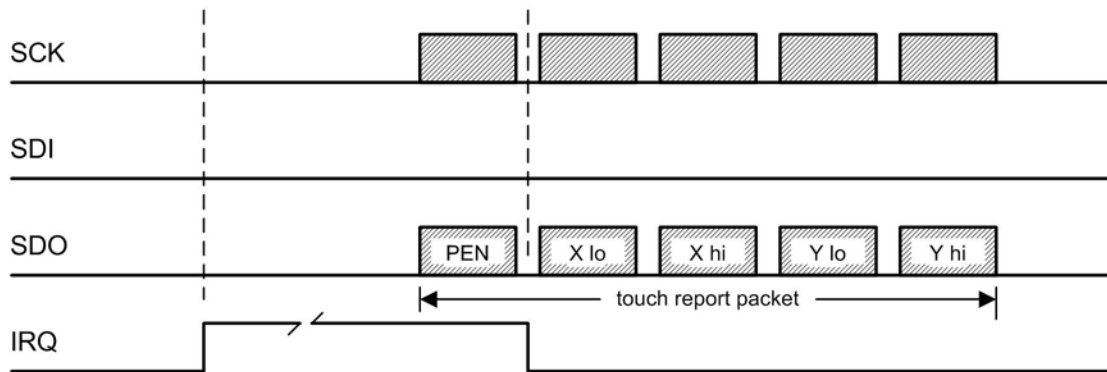 SCK
SDI
SDO
PEN X lo X hi Y lo Y hi
touch report packet
IRQ